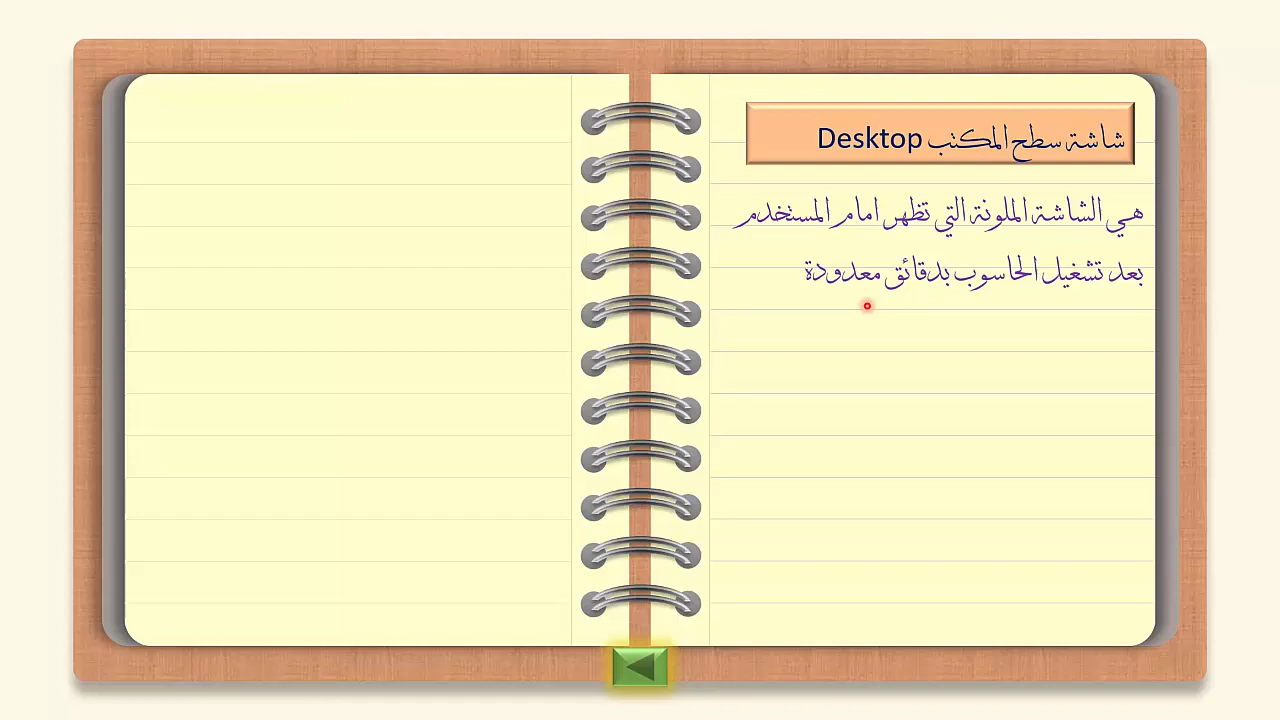 شاشة سطح المكتب Desktop
هي الشاشة الملونة التي تظهر امام المستخدم
بعد تشغيل الحاسوب بدقائق معدودة